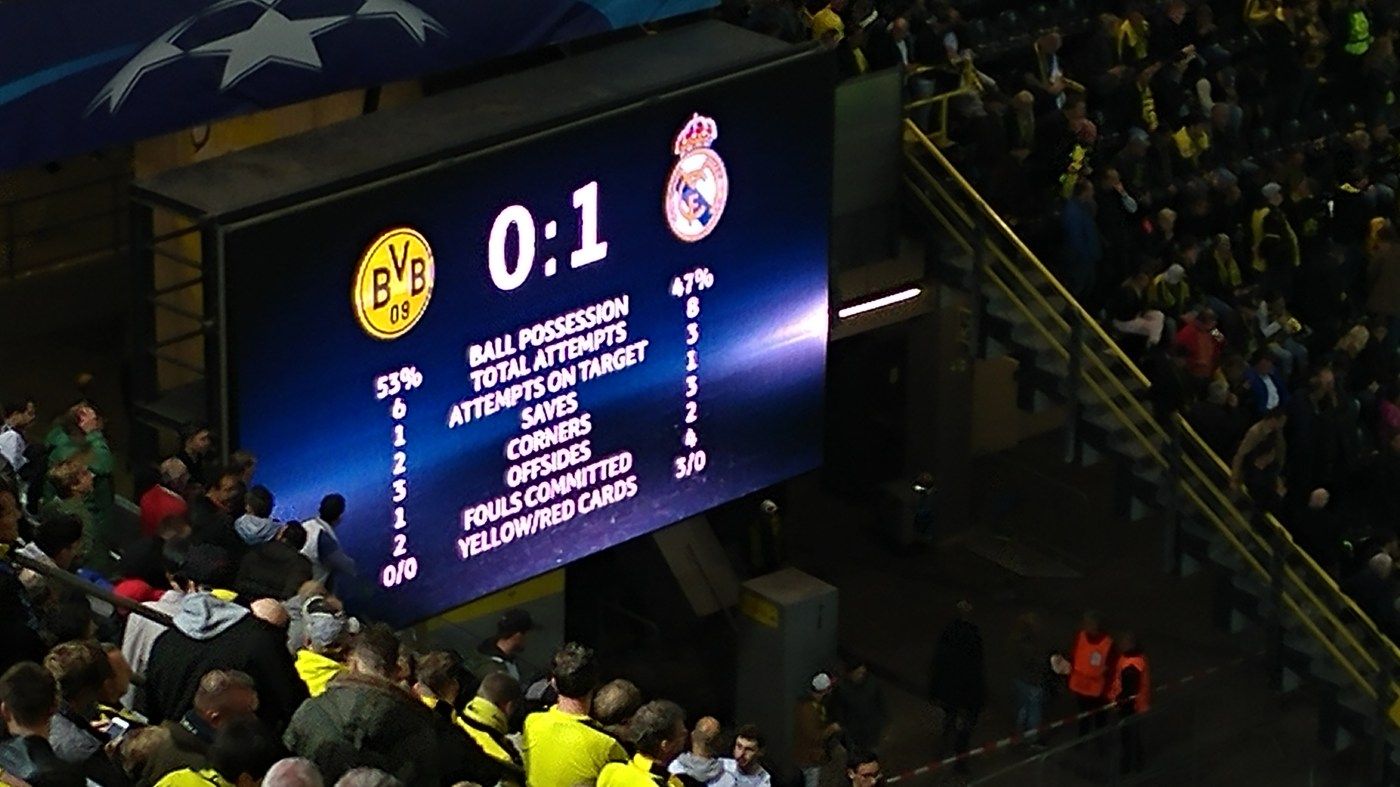 BVB 09
0:1
53% BALL POSSESSION 47%
6 TOTAL ATTEMPTS 8
1 ATTEMPTS ON TARGET 3
2 SAVES 1
3 CORNERS 3
1 OFFSIDES 2
2 FOULS COMMITTED 4
0/0 YELLOW/RED CARDS 3/0